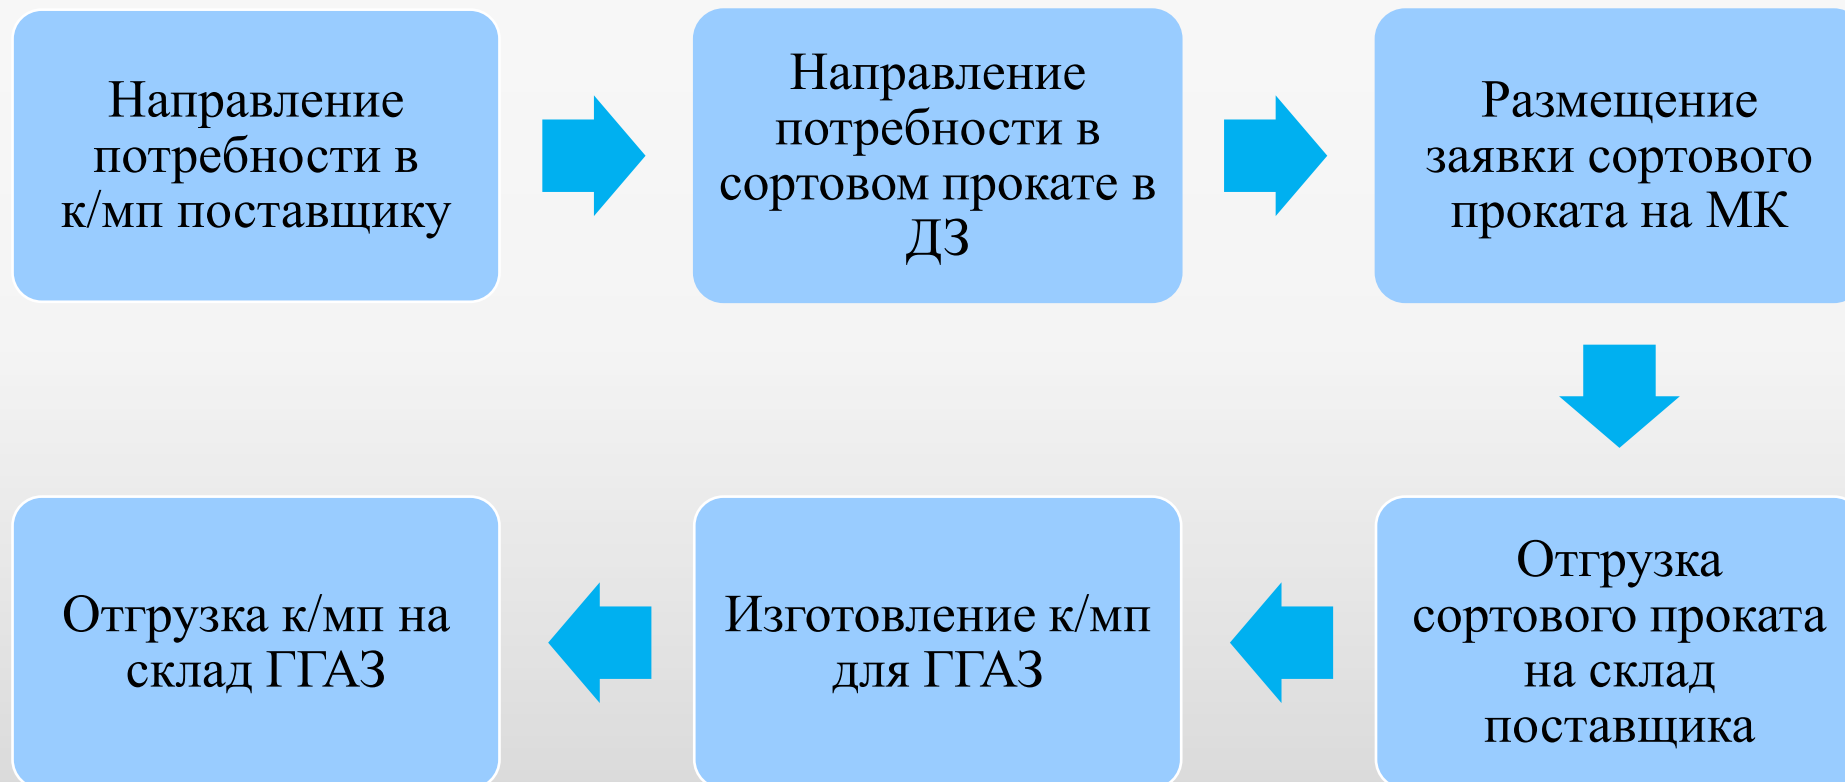 Направление
потребности в
к/мп поставщику
Направление
потребности в
сортовом прокате в
ДЗ
Размещение
заявки сортового
проката на МК
Отгрузка
сортового проката
на склад
поставщика
Изготовление к/мп
для ГГАЗ
Отгрузка к/мп на
склад ГГАЗ